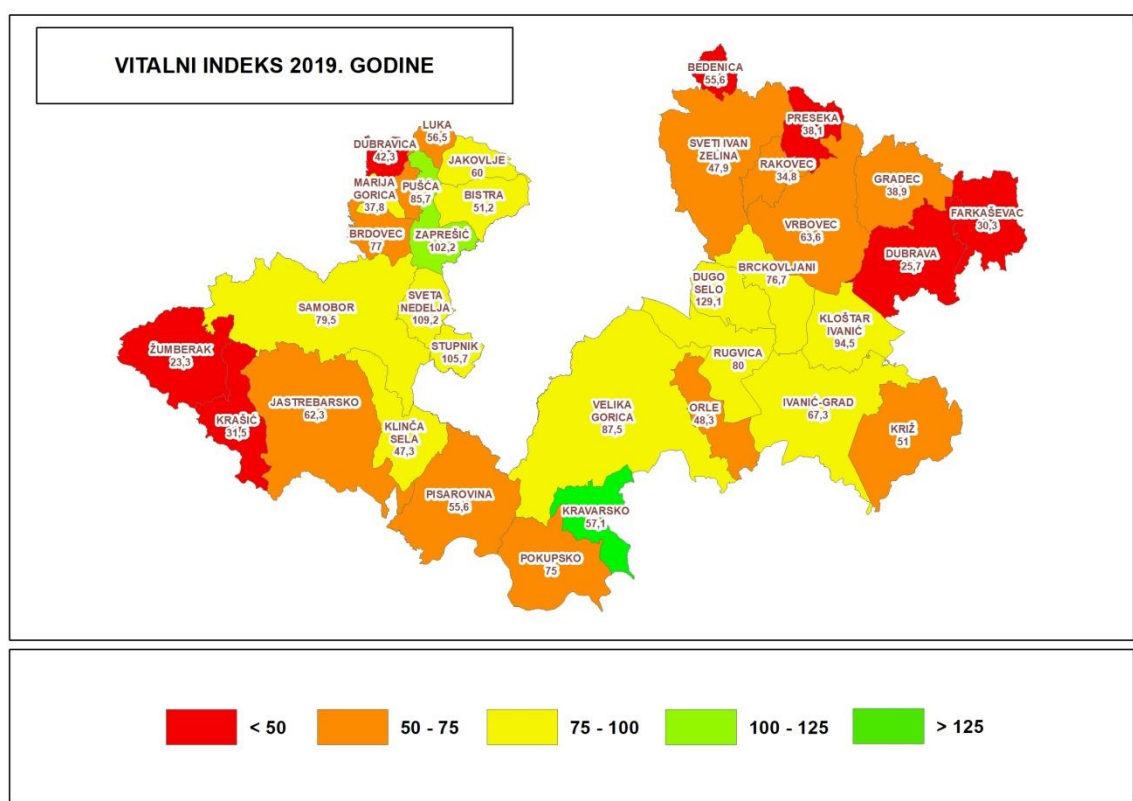 VITALNI INDEKS 2019. GODINE
BEDENICA
55,6
LUKA
56,5
DUBRAVICA
42,3
JAKOVLJE
60
MARIJA
GORICA
37,8
PUŠĆA
85,7
BISTRA
51,2
BRDOVEC
77
ZAPREŠIĆ
102,2
PRESEKA
38,1
SVETI IVAN
ZELINA
47,9
RAKOVEC
34,8
GRADEC
38,9
FARKAŠEVAC
30,3
VRBOVEC
63,6
DUBRAVA
25,7
BRCKOVLJANI
76,7
DUGO
SELO
129,1
SAMOBOR
79,5
SVETA
NEDELJA
109,2
STUPNIK
105,7
KLOŠTAR
IVANIĆ
94,5
ŽUMBERAK
23,3
RUGVICA
80
KRAŠIĆ
31,5
JASTREBARSKO
62,3
KLINČA
SELA
47,3
VELIKA
GORICA
87,5
ORLE
48,3
IVANIĆ-GRAD
67,3
KRIŽ
51
PISAROVINA
55,6
KRAVARSKO
57,1
POKUPSKO
75
< 50
50 - 75
75 - 100
100 - 125
> 125